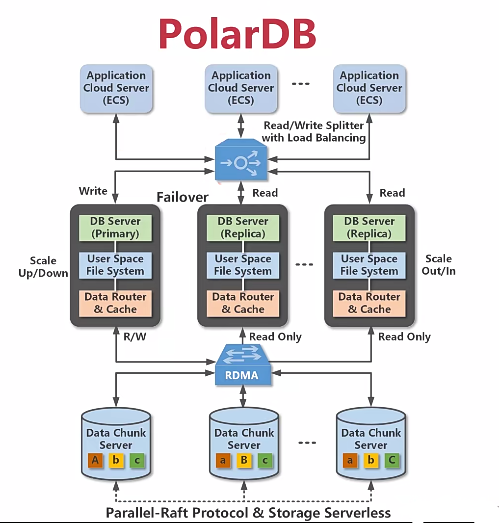 PolarDB
Application
Cloud Server
(ECS)
Application
Cloud Server
(ECS)
...
Application
Cloud Server
(ECS)
Read/Write Splitter
with Load Balancing
Write
Failover
Read
Read
DB Server
(Primary)
User Space
File System
Data Router
& Cache
DB Server
(Replica)
User Space
File System
Data Router
& Cache
...
DB Server
(Replica)
User Space
File System
Data Router
& Cache
Scale
Up/Down
Scale
Out/In
R/W
Read Only
Read Only
RDMA
Data Chunk
Server
A b c
Data Chunk
Server
a B c
...
Data Chunk
Server
a b C
Parallel-Raft Protocol & Storage Serverless